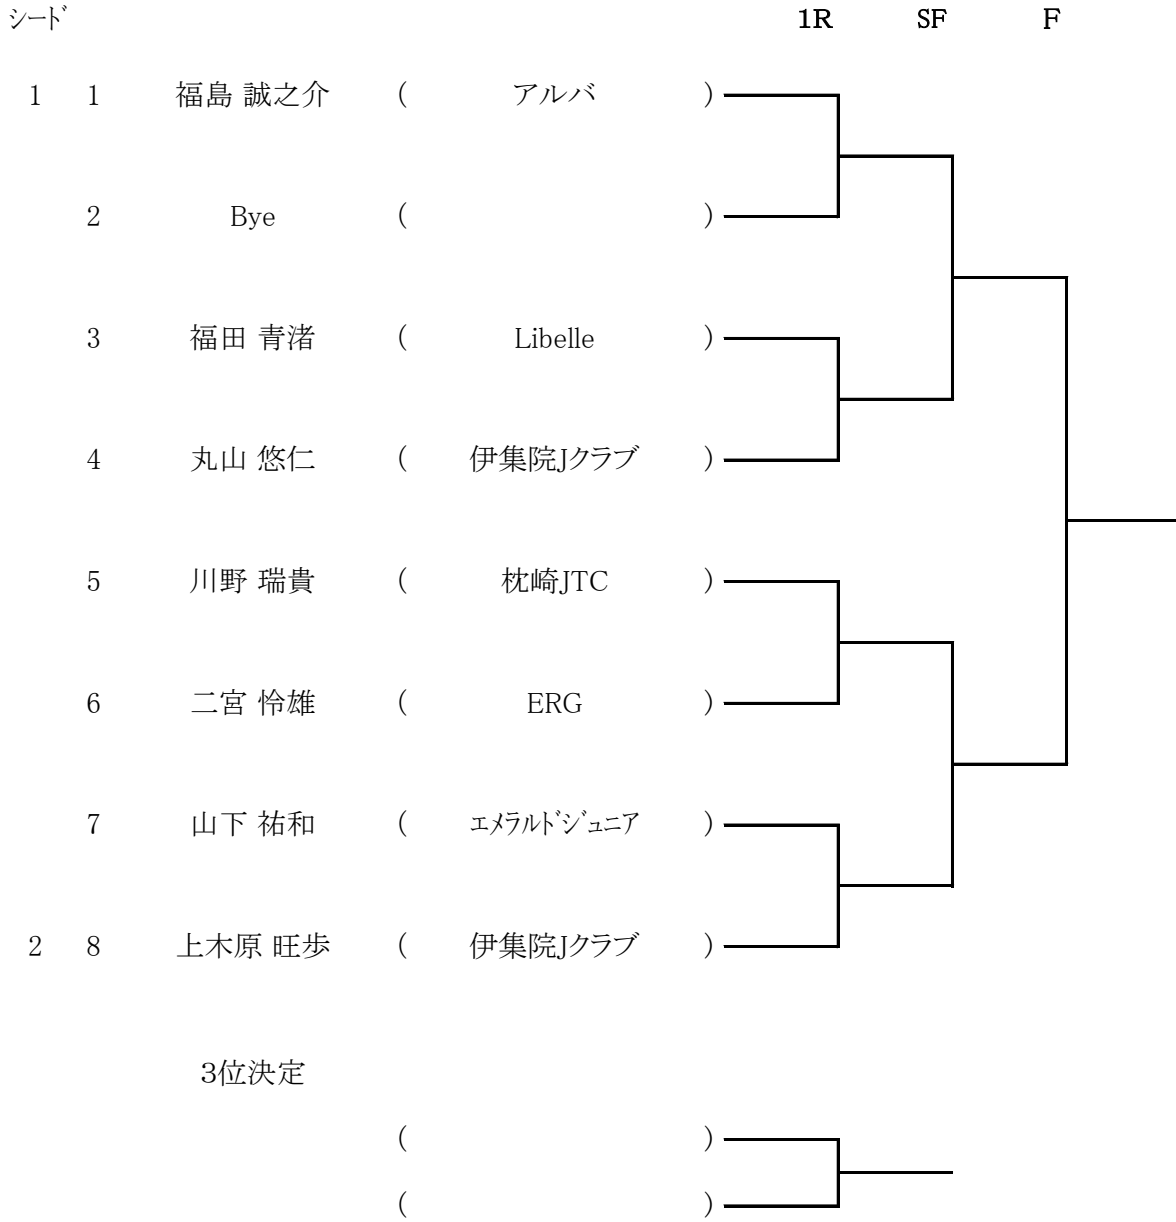 シード 1R SF F
1 1 福島 誠之介 ( アルバ )
2 Bye ( )
3 福田 青渚 ( Libelle )
4 丸山 悠仁 ( 伊集院Jクラブ )
5 川野 瑞貴 ( 枕崎JTC )
6 二宮 怜雄 ( ERG )
7 山下 祐和 ( エメラルドジュニア )
2 8 上木原 旺歩 ( 伊集院Jクラブ )
3位決定
( )
( )